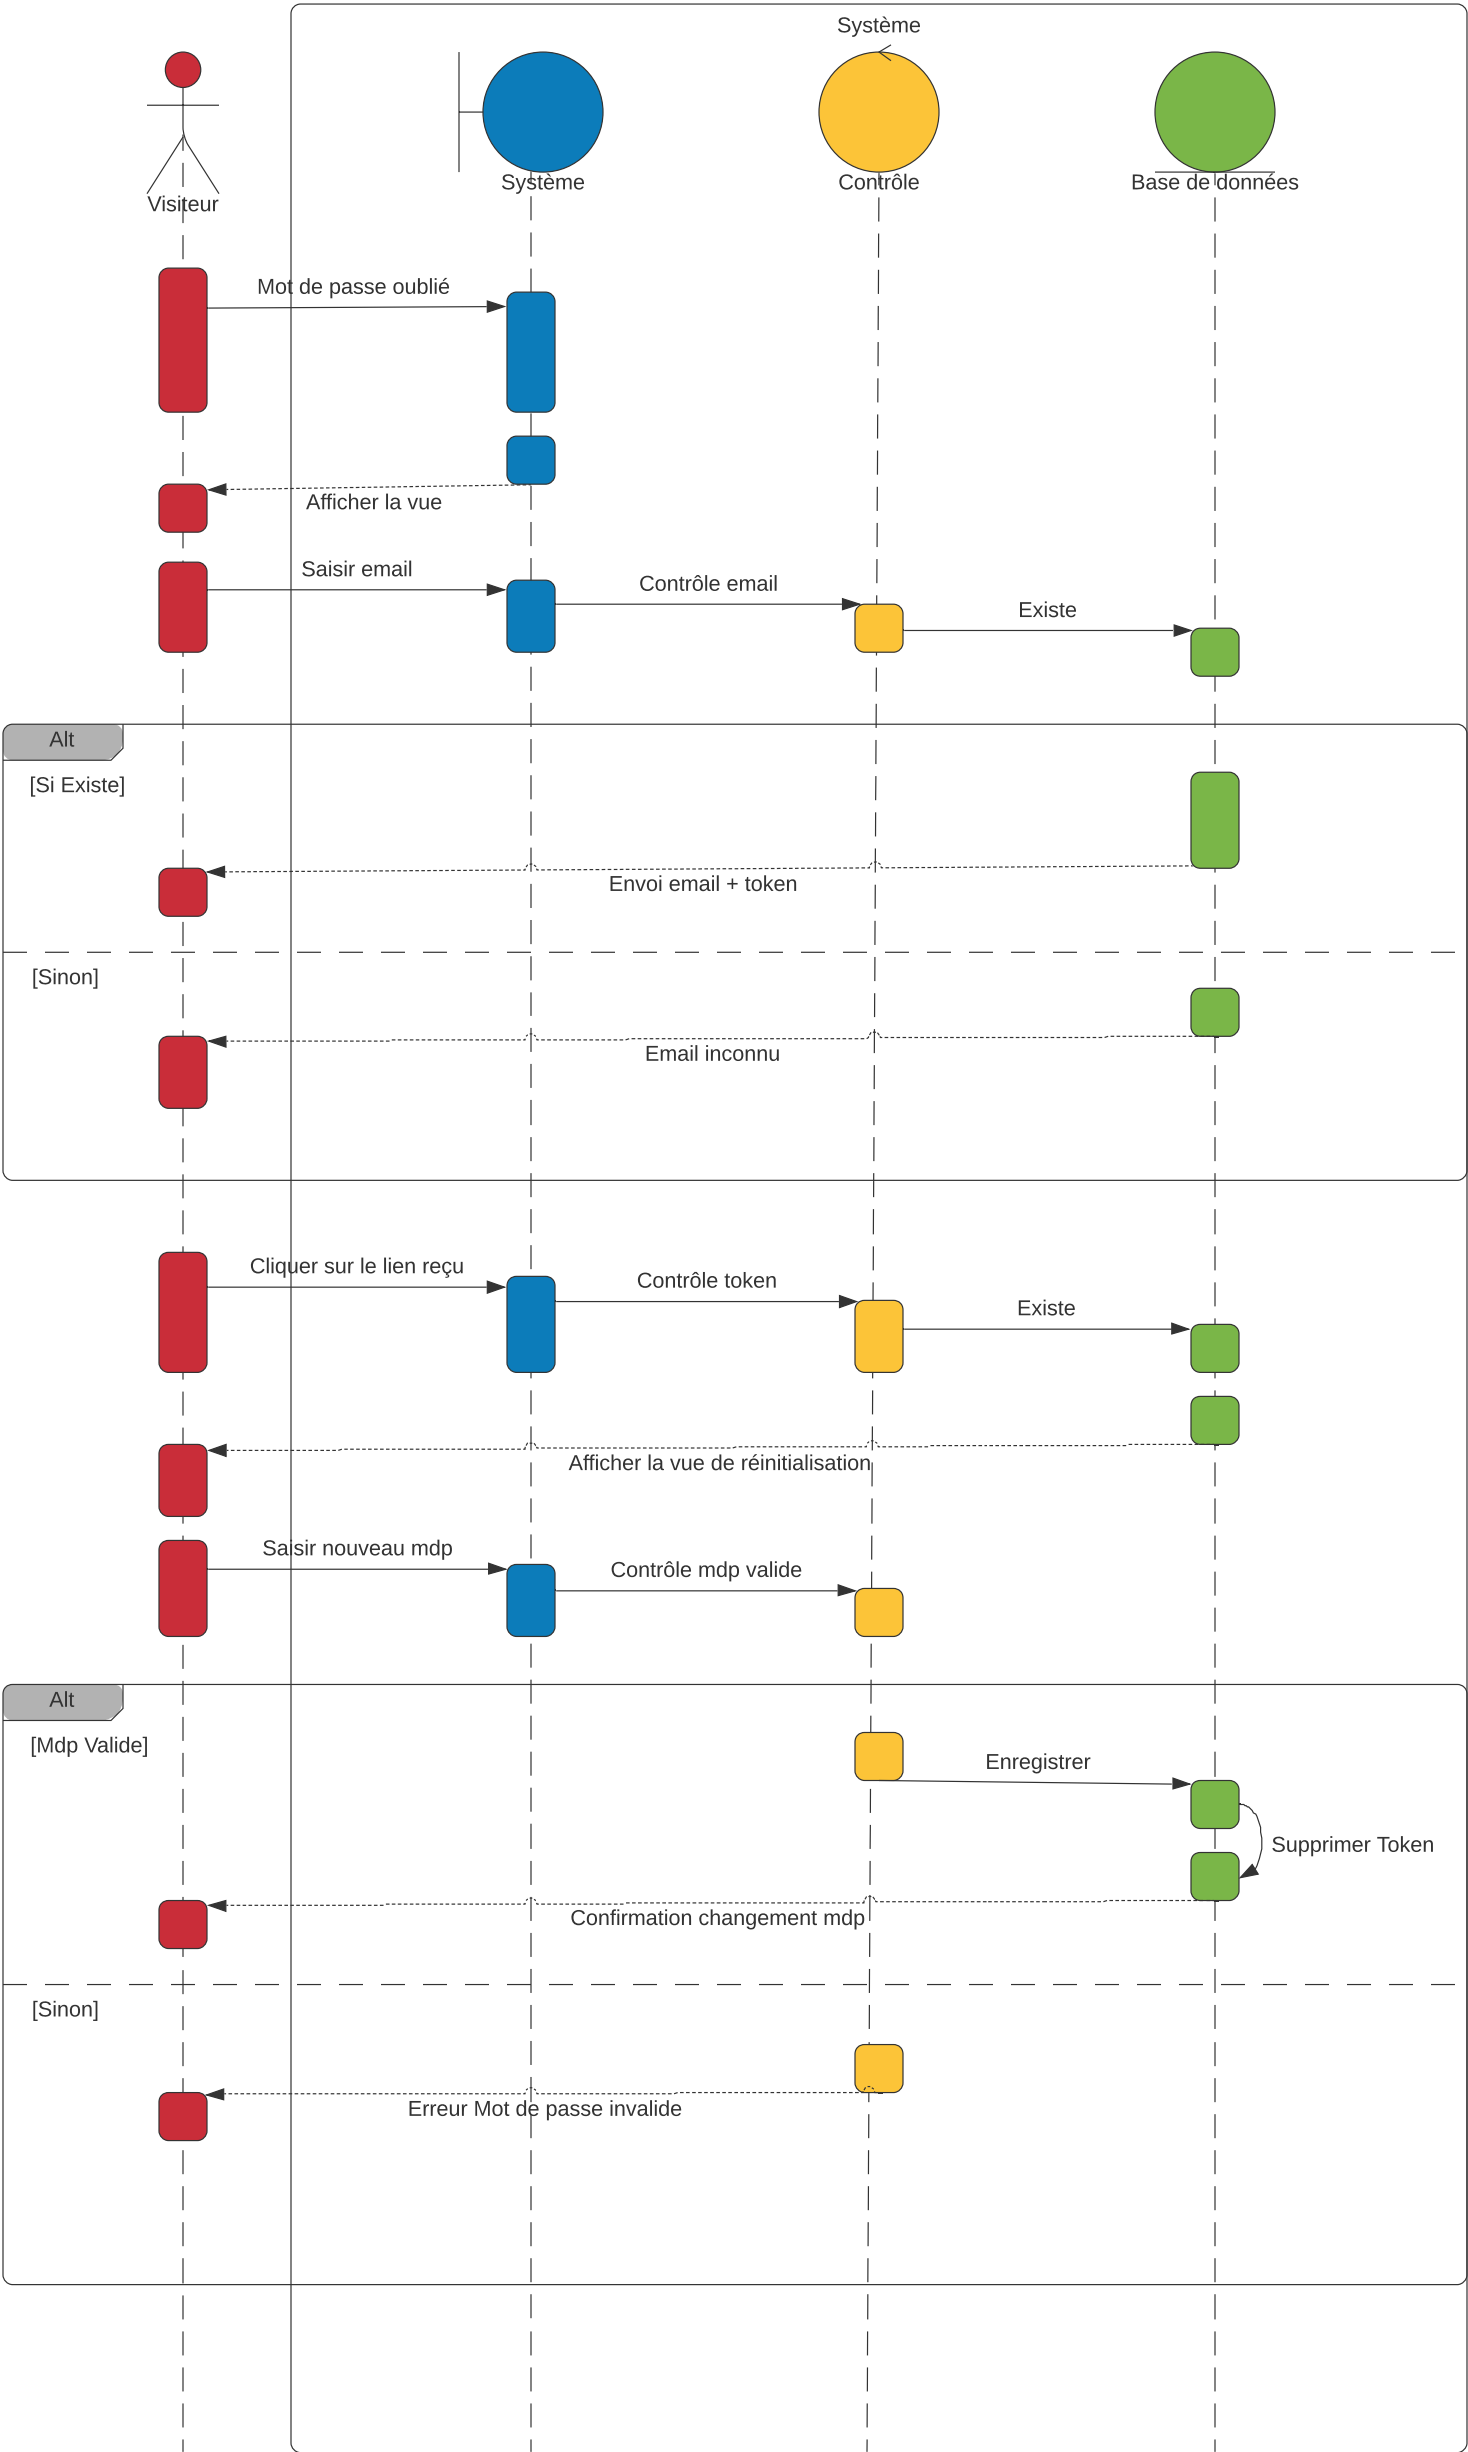 Système
Visiteur
Système
Contrôle
Base de données
Mot de passe oublié
Afficher la vue
Saisir email
Contrôle email
Existe
Alt
[Si Existe]
Envoi email + token
[Sinon]
Email inconnu
Cliquer sur le lien reçu
Contrôle token
Existe
Afficher la vue de réinitialisation
Saisir nouveau mdp
Contrôle mdp valide
Alt
[Mdp Valide]
Enregistrer
Supprimer Token
Confirmation changement mdp
[Sinon]
Erreur Mot de passe invalide